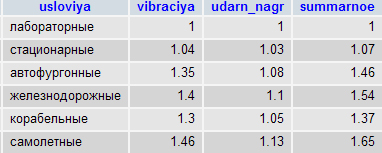 usloviya vibraciya udarn_nagr summarnoe
лабораторные 1 1 1
стационарные 1.04 1.03 1.07
автофургонные 1.35 1.08 1.46
железнодорожные 1.4 1.1 1.54
корабельные 1.3 1.05 1.37
самолетные 1.46 1.13 1.65